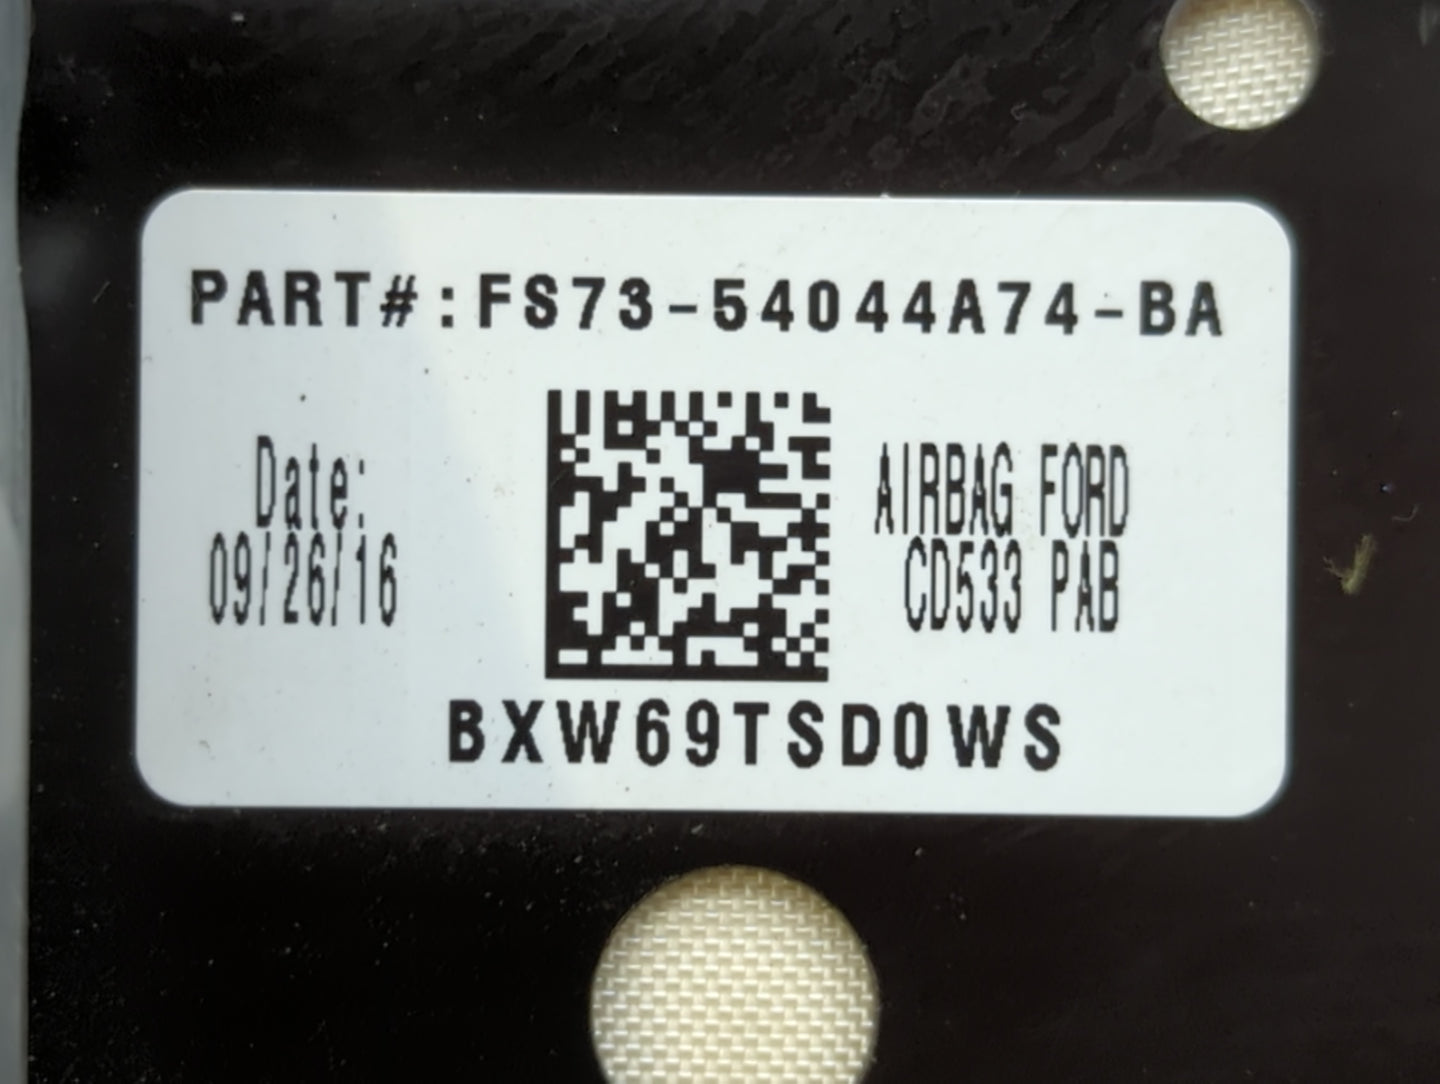 PART#:FS73-54044A74-BA
Date:
09/26/16
AIRBAG FORD
CD533 PAB
BXW69TSD0WS